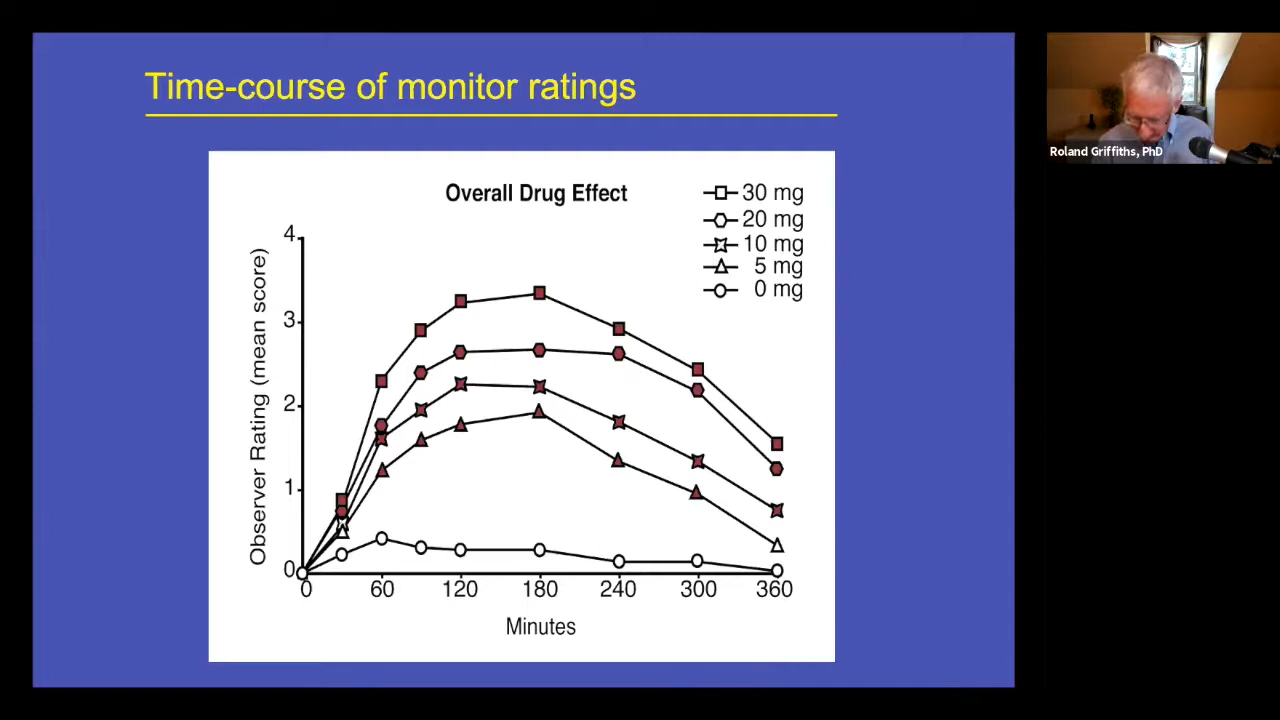 Time-course of monitor ratings
Roland Griffiths, PhD
Overall Drug Effect
30 mg
20 mg
10 mg
5 mg
0 mg
Observer Rating (mean score)
4
3
2
1
0
0 60 120 180 240 300 360
Minutes